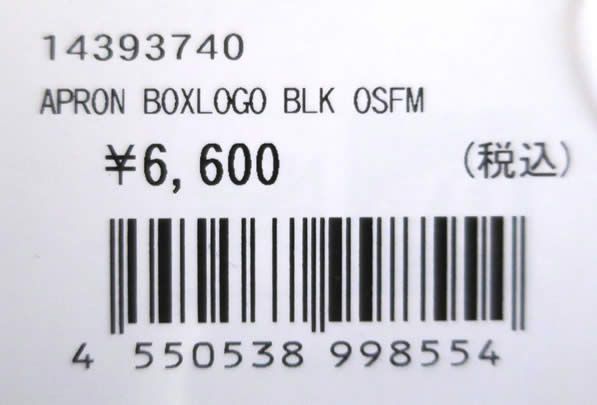 14393740
APRON BOXLOGO BLK OSFM
¥6,600 (税込)
4 550538 998554